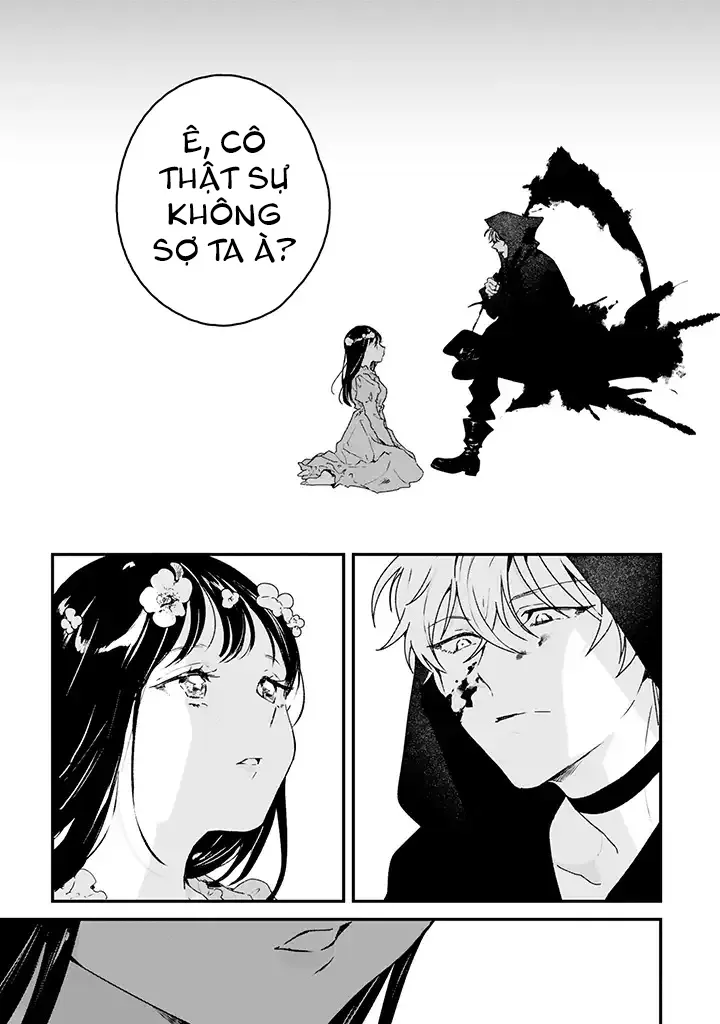 Ê, CÔ
THẬT SỰ
KHÔNG
SỢ TA À?